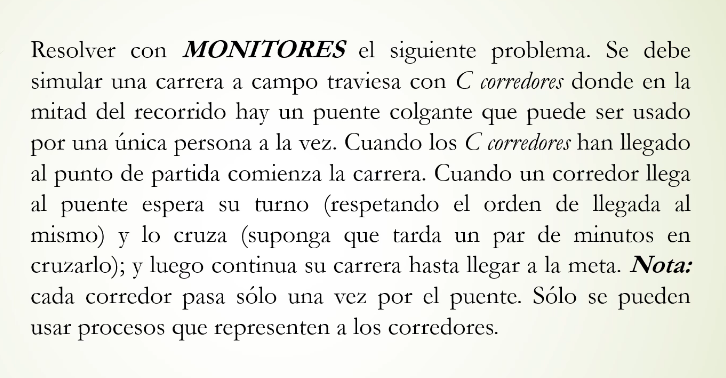 Resolver con MONITORES el siguiente problema. Se debe
simular una carrera a campo traviesa con C corredores donde en la
mitad del recorrido hay un puente colgante que puede ser usado
por una única persona a la vez. Cuando los C corredores han llegado
al punto de partida comienza la carrera. Cuando un corredor llega
al puente espera su turno (respetando el orden de llegada al
mismo) y lo cruza (suponga que tarda un par de minutos en
cruzarlo); y luego continua su carrera hasta llegar a la meta. Nota:
cada corredor pasa sólo una vez por el puente. Sólo se pueden
usar procesos que representen a los corredores.